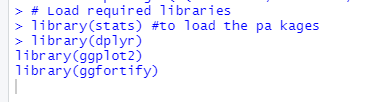 > # Load required libraries
> library(stats) #to load the pa kages
> library(dplyr)
library(ggplot2)
library(ggfortify)